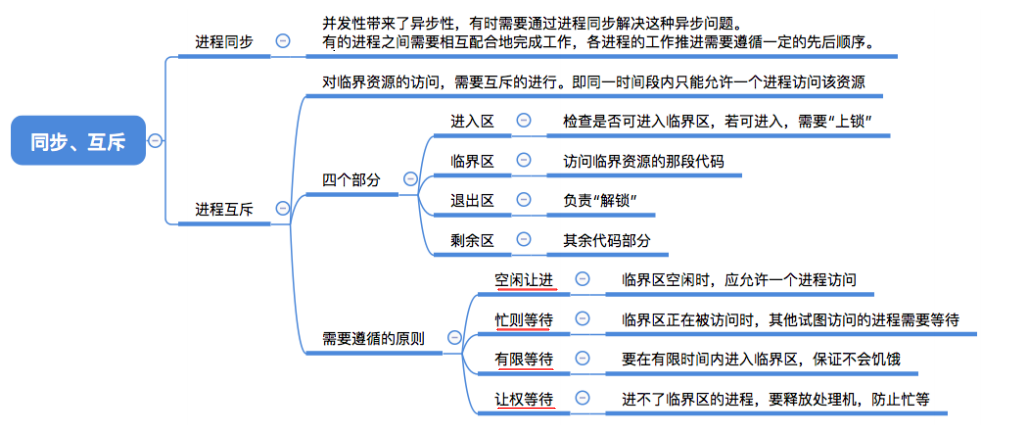 同步、互斥
进程同步
并发性带来了异步性，有时需要通过进程同步解决这种异步问题。
有的进程之间需要相互配合地完成工作，各进程的工作推进需要遵循一定的先后顺序。
进程互斥
对临界资源的访问，需要互斥的进行。即同一时间段内只能允许一个进程访问该资源
四个部分
进入区
检查是否可进入临界区，若可进入，需要“上锁”
临界区
访问临界资源的那段代码
退出区
负责“解锁”
剩余区
其余代码部分
需要遵循的原则
空闲让进
临界区空闲时，应允许一个进程访问
忙则等待
临界区正在被访问时，其他试图访问的进程需要等待
有限等待
要在有限时间内进入临界区，保证不会饥饿
让权等待
进不了临界区的进程，要释放处理机，防止忙等